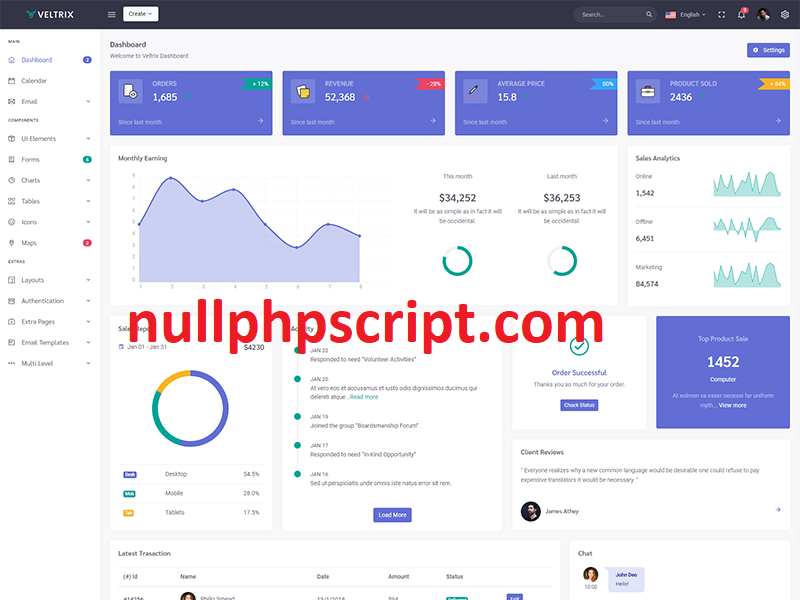 VELTRIX
Create
Search...
English
3
MAIN
Dashboard
2
Calendar
Email
COMPONENTS
UI Elements
Forms
6
Charts
Tables
Icons
Maps
2
EXTRAS
Layouts
Authentication
Extra Pages
Email Templates
Multi Level
Dashboard
Welcome to Veltrix Dashboard
Settings
ORDERS
+ 12%
1,685
Since last month
REVENUE
- 28%
52,368
Since last month
AVERAGE PRICE
00%
15.8
Since last month
PRODUCT SOLD
+ 84%
2436
Since last month
Monthly Earning
9
8
7
6
5
4
3
2
1
0
1 2 3 4 5 6 7 8
This month
$34,252
It will be as simple as in fact it will
be occidental.
Last month
$36,253
It will be as simple as in fact it will
be occidental.
Sales Analytics
Online
1,542
Offline
6,451
Marketing
84,574
nullphpscript.com
Jan 01 - Jan 31
$4230
Desk
Desktop
54.5%
Mob
Mobile
28.0%
Tab
Tablets
17.5%
Activity
JAN 22
Responded to need "Volunteer Activities"
JAN 20
At vero eos et accusamus et iusto odio dignissimos ducimus qui
deleniti atque...Read more
JAN 19
Joined the group "Boardsmanship Forum"
JAN 17
Responded to need "In-Kind Opportunity"
JAN 16
Sed ut perspiciatis unde omnis iste natus error sit rem.
Load More
Order Successful
Thanks you so much for your order.
Check Status
Top Product Sale
1452
Computer
At solmen va esser necessi far uniform
myth... View more
Client Reviews
" Everyone realizes why a new common language would be desirable one could refuse to pay
expensive translators it would be necessary. "
James Athey
Latest Trasaction
(#) Id Name Date Amount Status
#14256 Philip Smead 15/1/2018 $94 Delivered Edit
Chat
John Deo
Hello!
10:00